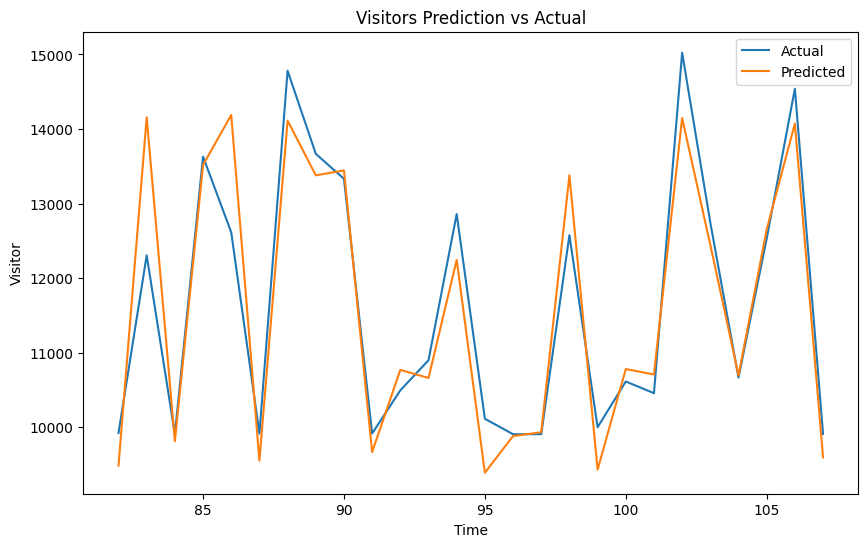 Visitors Prediction vs Actual
Actual
Predicted
15000
14000
13000
12000
11000
10000
Visitor
85 90 95 100 105
Time